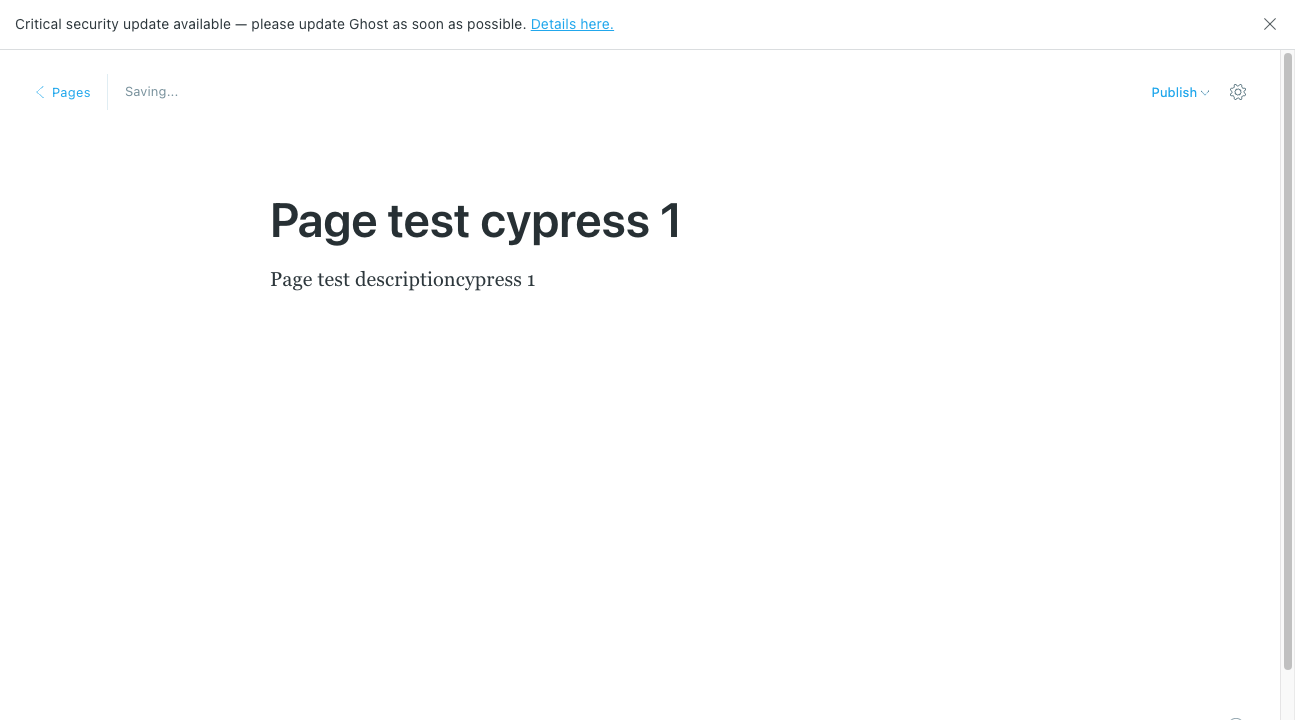 Critical security update available — please update Ghost as soon as possible. Details here.
Pages
Saving...
Publish
Page test cypress 1
Page test descriptioncypress 1